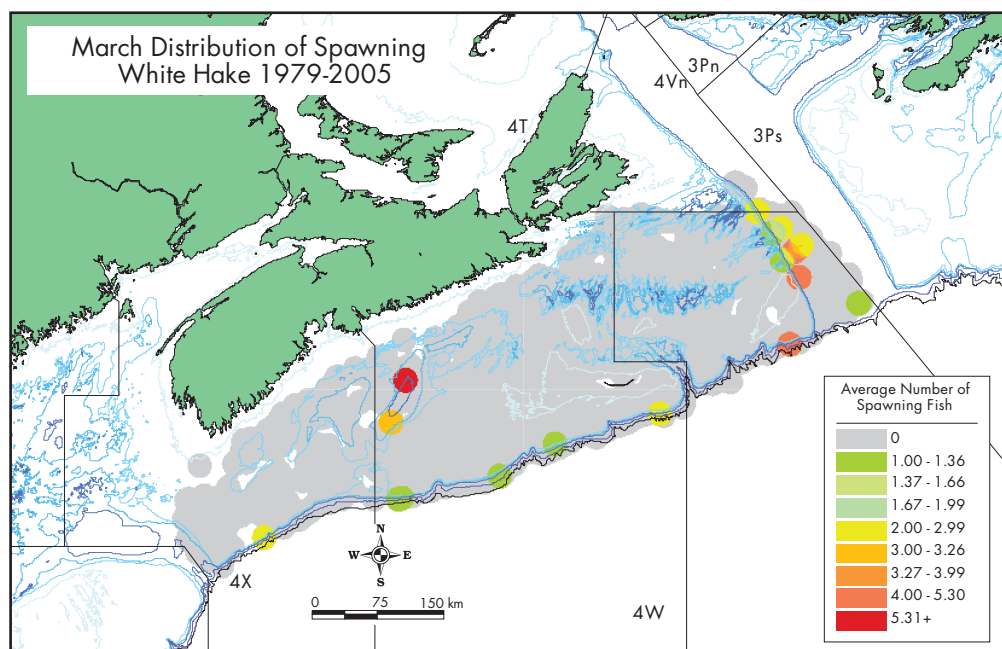 March Distribution of Spawning
White Hake 1979-2005
3Pn
4Vn
4T
3Ps
Average Number of
Spawning Fish
0
1.00 - 1.36
1.37 - 1.66
1.67 - 1.99
2.00 - 2.99
3.00 - 3.26
3.27 - 3.99
4.00 - 5.30
5.31+
N
W E
S
4X
0 75 150 km
4W